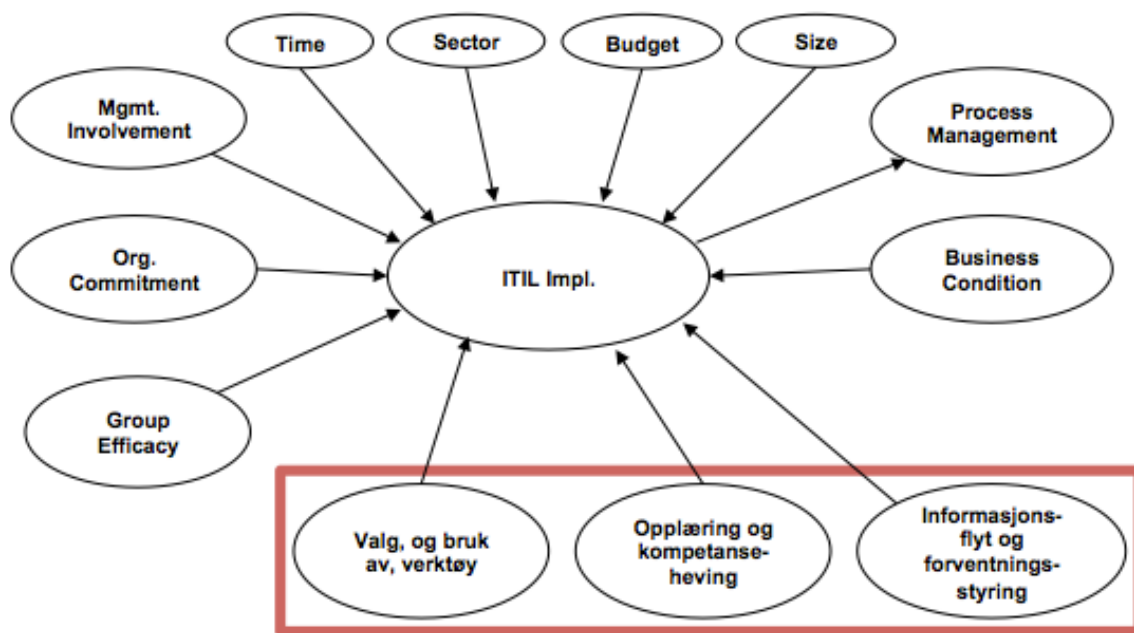 Time
Sector
Budget
Size
Mgmt.
Involvement
Process
Management
Org.
Commitment
ITIL Impl.
Business
Condition
Group
Efficacy
Valg, og bruk
av, verktøy
Opplæring og
kompetanse-
heving
Informasjons-
flyt og
forventnings-
styring